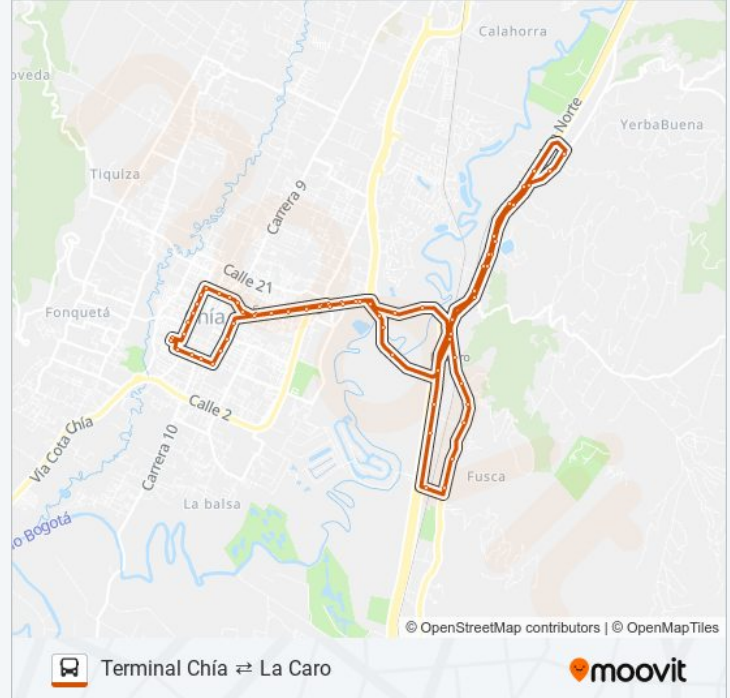 Calahorra
oveda
Norte
YerbaBuena
Tiquiza
Carrera 9
Calle 21
Fonquetá
hía
ro
Calle 2
Vía Cota Chía
Carrera 10
Fusca
La balsa
o Bogotá
© OpenStreetMap contributors | © OpenMapTiles
Terminal Chía ⇄ La Caro
moovit